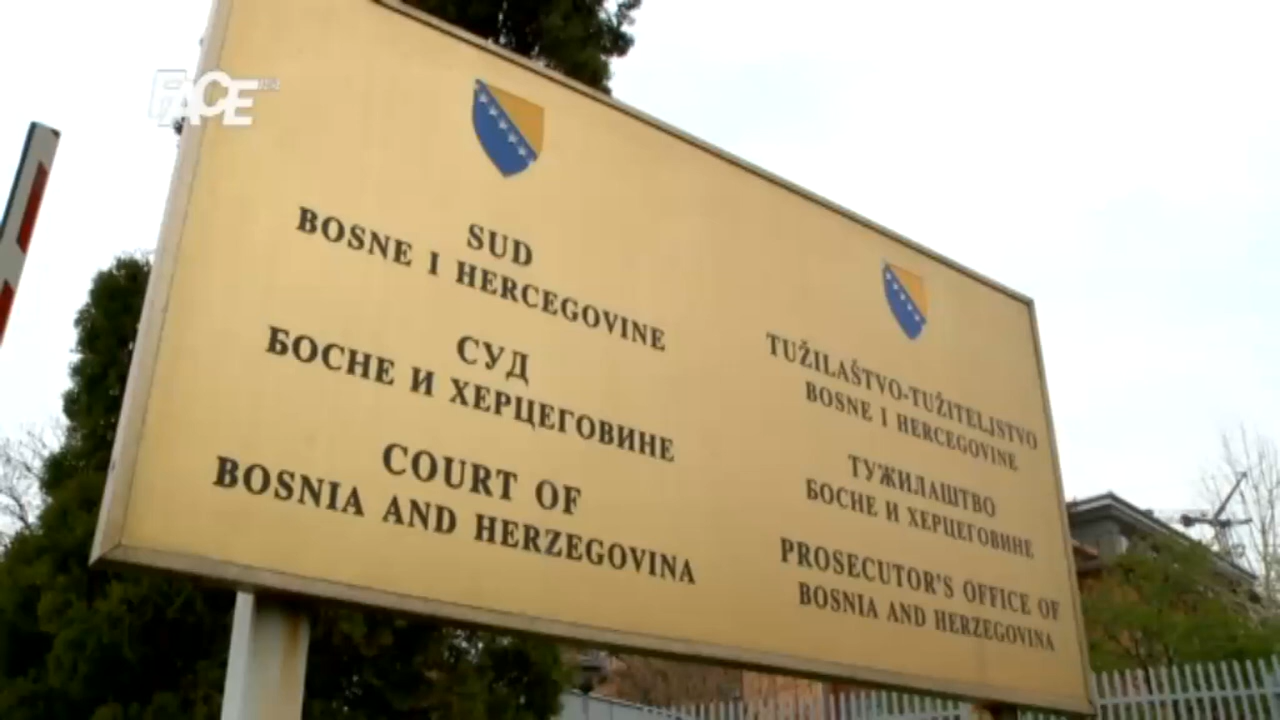 FACE
SUD
BOSNE I HERCEGOVINE
СУД
БОСНЕ И ХЕРЦЕГОВИНЕ
COURT OF
BOSNIA AND HERZEGOVINA
TUŽILAŠTVO-TUŽITELJSTVO
BOSNE I HERCEGOVINE
ТУЖИЛАШТВО
БОСНЕ И ХЕРЦЕГОВИНЕ
PROSECUTOR'S OFFICE OF
BOSNIA AND HERZEGOVINA